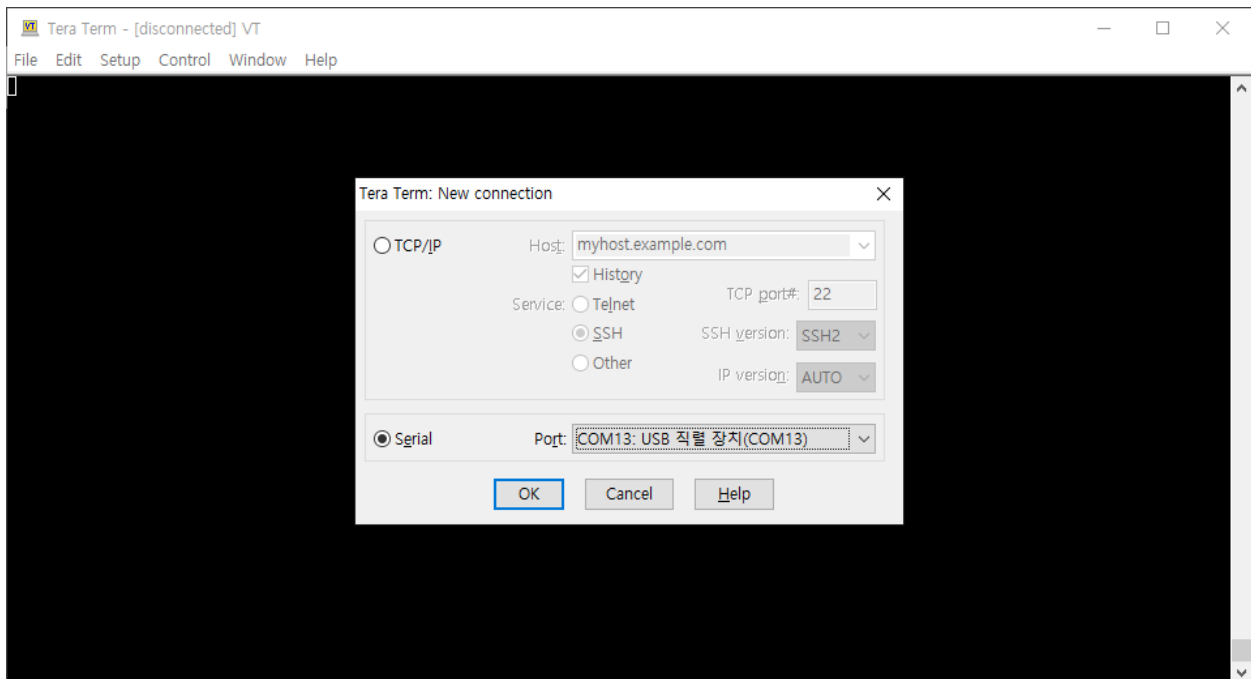 VT Tera Term - [disconnected] VT
File Edit Setup Control Window Help
Tera Term: New connection
TCP/IP Host: myhost.example.com
History
Service: Telnet TCP port#: 22
SSH SSH version: SSH2
Other IP version: AUTO
Serial Port: COM13: USB 직렬 장치(COM13)
OK Cancel Help